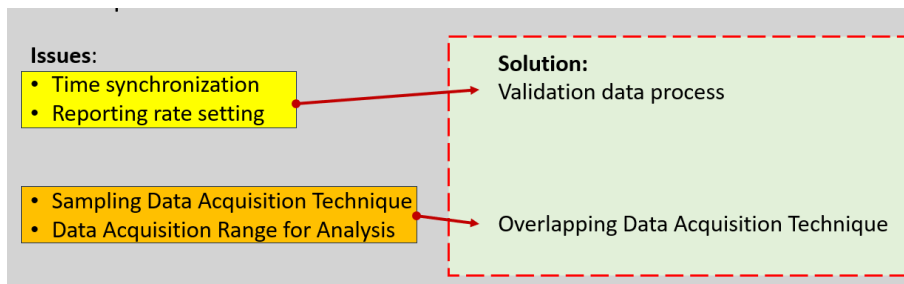 Issues:
• Time synchronization
• Reporting rate setting
• Sampling Data Acquisition Technique
• Data Acquisition Range for Analysis
Solution:
Validation data process
Overlapping Data Acquisition Technique